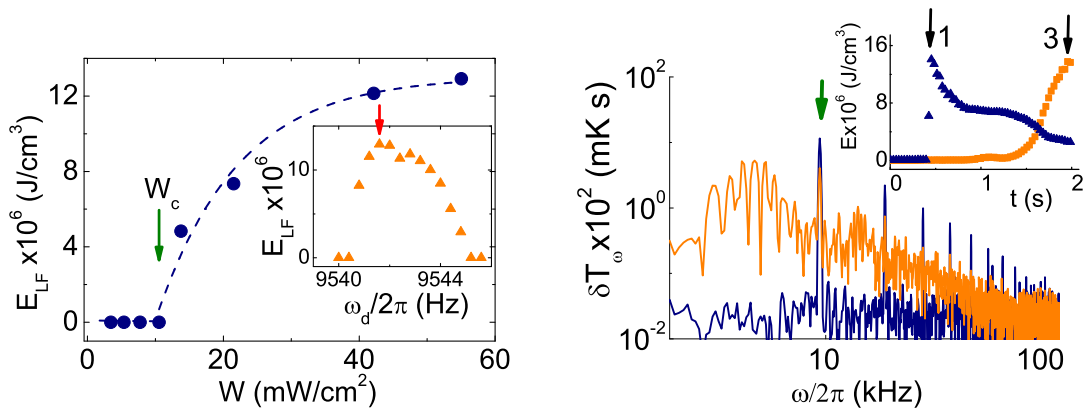 E_LF x10^6 (J/cm^3)
12
8
4
0
0
20
40
60
W (mW/cm^2)
W_c
E_LF x10^6
10
0
9540
9544
ω_d/2π (Hz)
δT_ω x10^2 (mK s)
10^2
10^0
10^-2
10
100
ω/2π (kHz)
Ex10^6 (J/cm^3)
16
8
0
0
1
2
t (s)
1
3